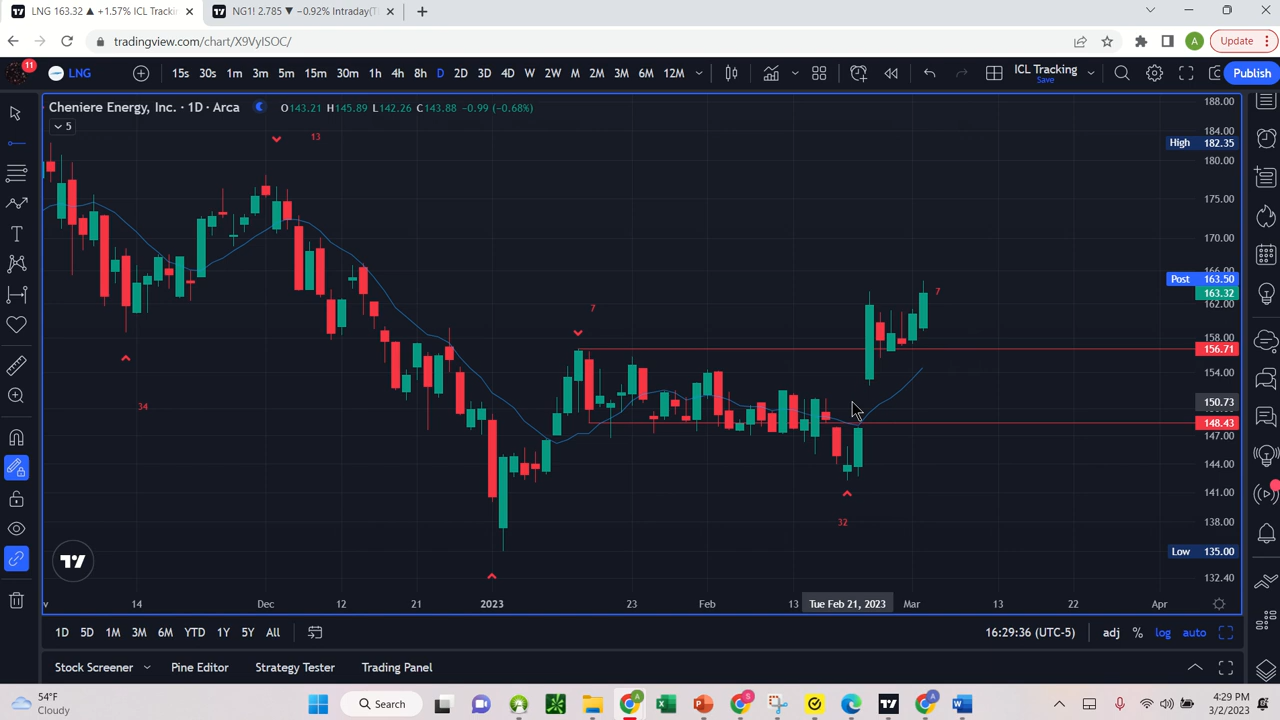 LNG 163.32 ▲ +1.57% ICL Tracking
NG1! 2.785 ▼ −0.92% Intraday(T
tradingview.com/chart/X9VyISOC/
A
Update
11
LNG
15s 30s 1m 3m 5m 15m 30m 1h 4h 8h D 2D 3D 4D W 2W M 2M 3M 6M 12M
ICL Tracking
Save
Publish
Cheniere Energy, Inc. · 1D · Arca
O143.21 H145.89 L142.26 C143.88 −0.99 (−0.68%)
5
188.00
184.00
High 182.35
180.00
175.00
170.00
166.00
Post 163.50
163.32
162.00
158.00
156.71
154.00
150.73
148.43
147.00
144.00
141.00
138.00
Low 135.00
132.40
13
34
7
32
7
14 Dec 12 21 2023 23 Feb 13 Tue Feb 21, 2023 Mar 13 22 Apr
1D 5D 1M 3M 6M YTD 1Y 5Y All
16:29:36 (UTC-5)
adj % log auto
Stock Screener
Pine Editor
Strategy Tester
Trading Panel
54°F
Cloudy
Search
4:29 PM
3/2/2023